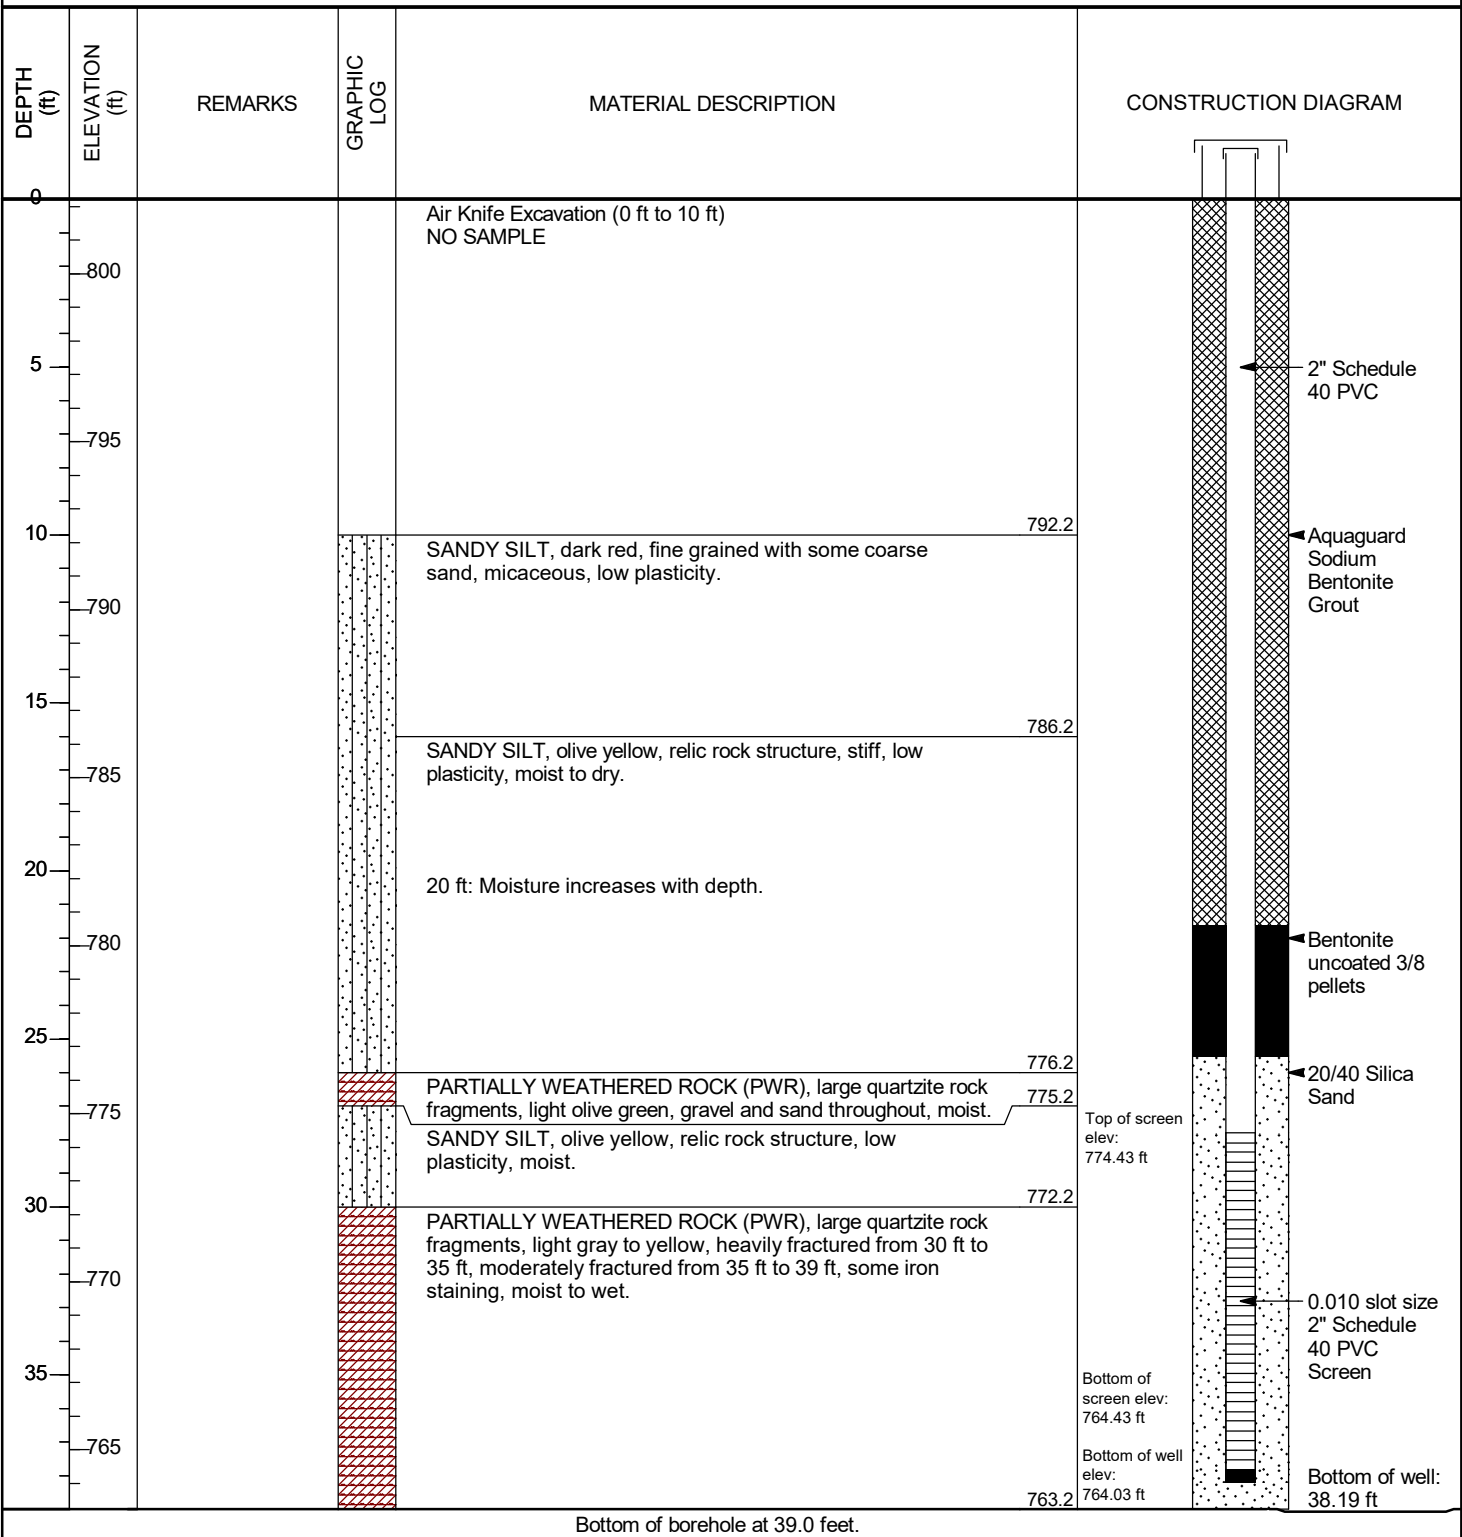 DEPTH
(ft)
ELEVATION
(ft)
REMARKS
GRAPHIC
LOG
MATERIAL DESCRIPTION
CONSTRUCTION DIAGRAM
0
Air Knife Excavation (0 ft to 10 ft)
NO SAMPLE
800
5
2" Schedule
40 PVC
795
10
792.2
SANDY SILT, dark red, fine grained with some coarse
sand, micaceous, low plasticity.
Aquaguard
Sodium
Bentonite
Grout
790
15
786.2
SANDY SILT, olive yellow, relic rock structure, stiff, low
plasticity, moist to dry.
785
20
20 ft: Moisture increases with depth.
780
Bentonite
uncoated 3/8
pellets
25
776.2
PARTIALLY WEATHERED ROCK (PWR), large quartzite rock
fragments, light olive green, gravel and sand throughout, moist.
775.2
20/40 Silica
Sand
775
Top of screen
elev:
774.43 ft
SANDY SILT, olive yellow, relic rock structure, low
plasticity, moist.
30
772.2
PARTIALLY WEATHERED ROCK (PWR), large quartzite rock
fragments, light gray to yellow, heavily fractured from 30 ft to
35 ft, moderately fractured from 35 ft to 39 ft, some iron
staining, moist to wet.
770
0.010 slot size
2" Schedule
40 PVC
Screen
35
Bottom of
screen elev:
764.43 ft
765
Bottom of well
elev:
764.03 ft
Bottom of well:
38.19 ft
763.2
Bottom of borehole at 39.0 feet.